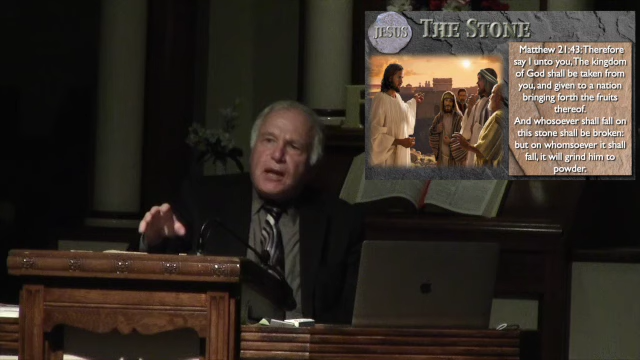 JESUS
THE STONE
Matthew 21:43: Therefore
say I unto you, The kingdom
of God shall be taken from
you, and given to a nation
bringing forth the fruits
thereof.
And whosoever shall fall on
this stone shall be broken:
but on whomsoever it shall
fall, it will grind him to
powder.